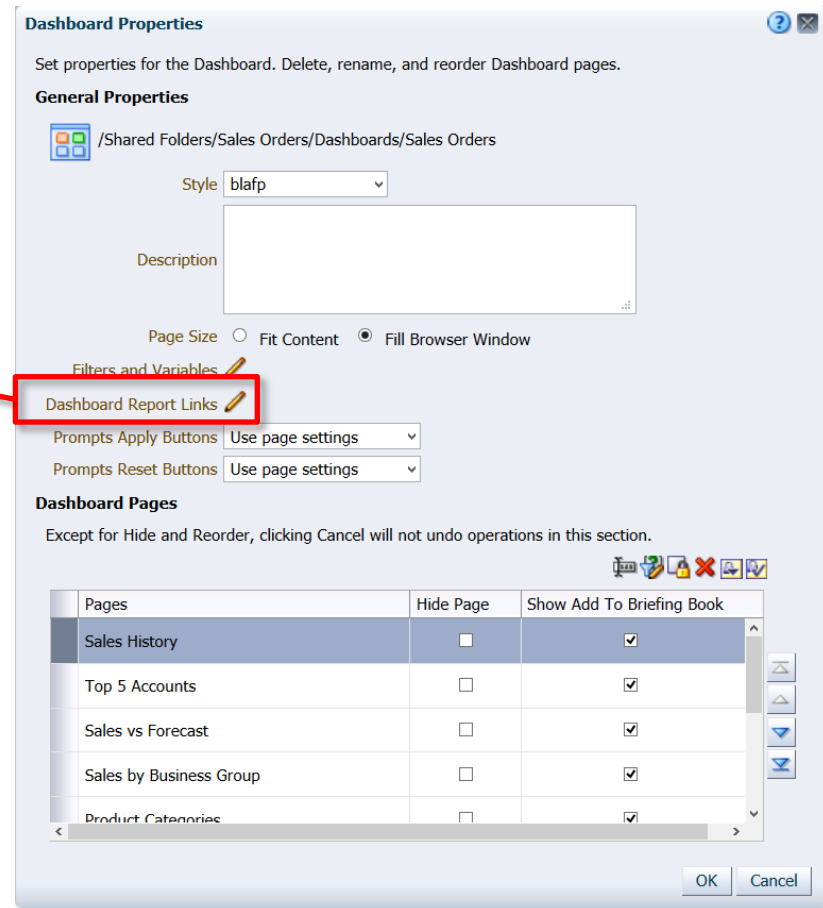 Dashboard Properties
Set properties for the Dashboard. Delete, rename, and reorder Dashboard pages.
General Properties
/Shared Folders/Sales Orders/Dashboards/Sales Orders
Style blafp
Description
Page Size Fit Content Fill Browser Window
Filters and Variables
Dashboard Report Links
Prompts Apply Buttons Use page settings
Prompts Reset Buttons Use page settings
Dashboard Pages
Except for Hide and Reorder, clicking Cancel will not undo operations in this section.
Pages Hide Page Show Add To Briefing Book
Sales History
Top 5 Accounts
Sales vs Forecast
Sales by Business Group
Product Categories
OK Cancel